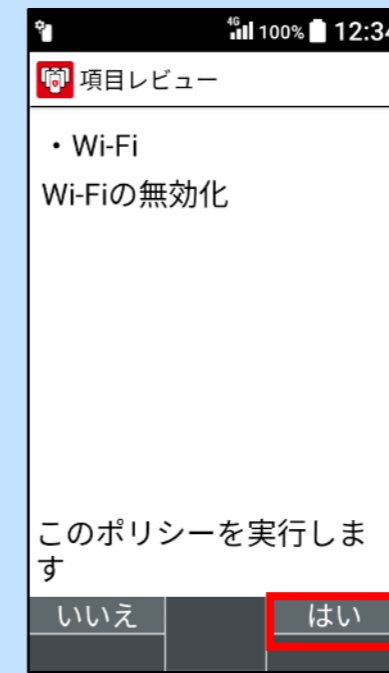 4G 100% 12:34
項目レビュー
・Wi-Fi
Wi-Fiの無効化
このポリシーを実行しま
す
いいえ はい